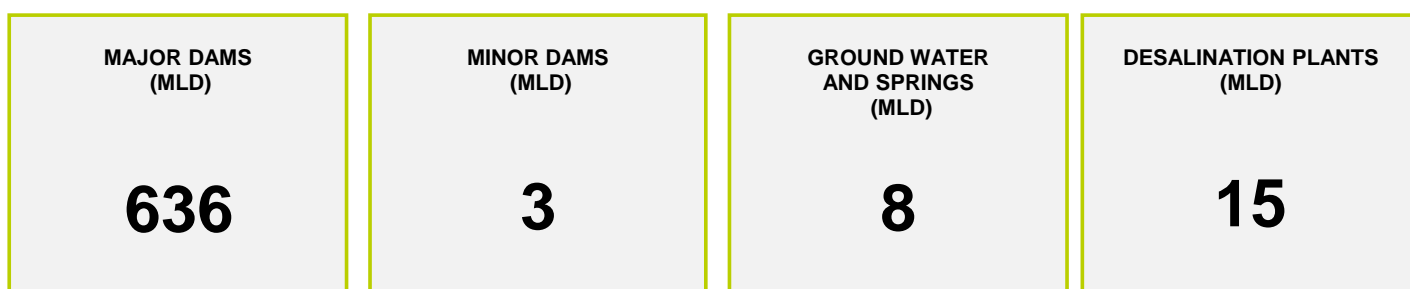 MAJOR DAMS
(MLD)
636
MINOR DAMS
(MLD)
3
GROUND WATER
AND SPRINGS
(MLD)
8
DESALINATION PLANTS
(MLD)
15